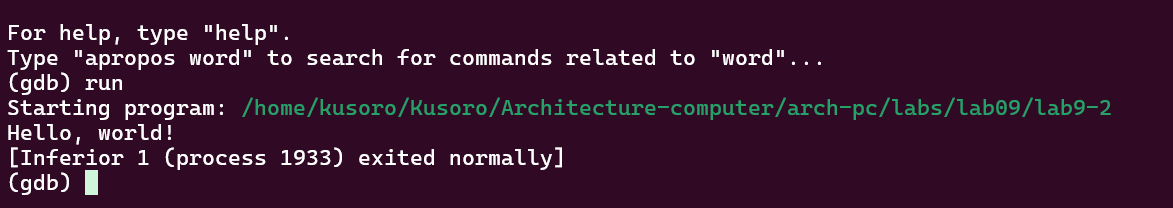 For help, type "help".
Type "apropos word" to search for commands related to "word"...
(gdb) run
Starting program: /home/kusoro/Kusoro/Architecture-computer/arch-pc/labs/lab09/lab9-2
Hello, world!
[Inferior 1 (process 1933) exited normally]
(gdb)